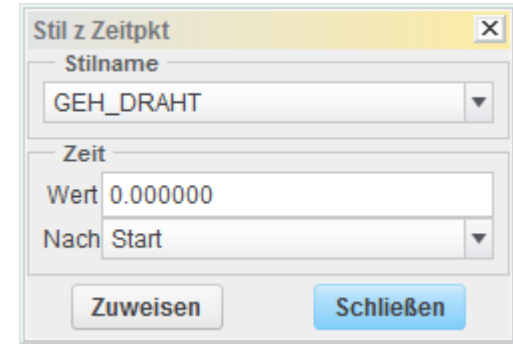 Stil z Zeitpkt
Stilname
GEH_DRAHT
Zeit
Wert 0.000000
Nach Start
Zuweisen Schließen